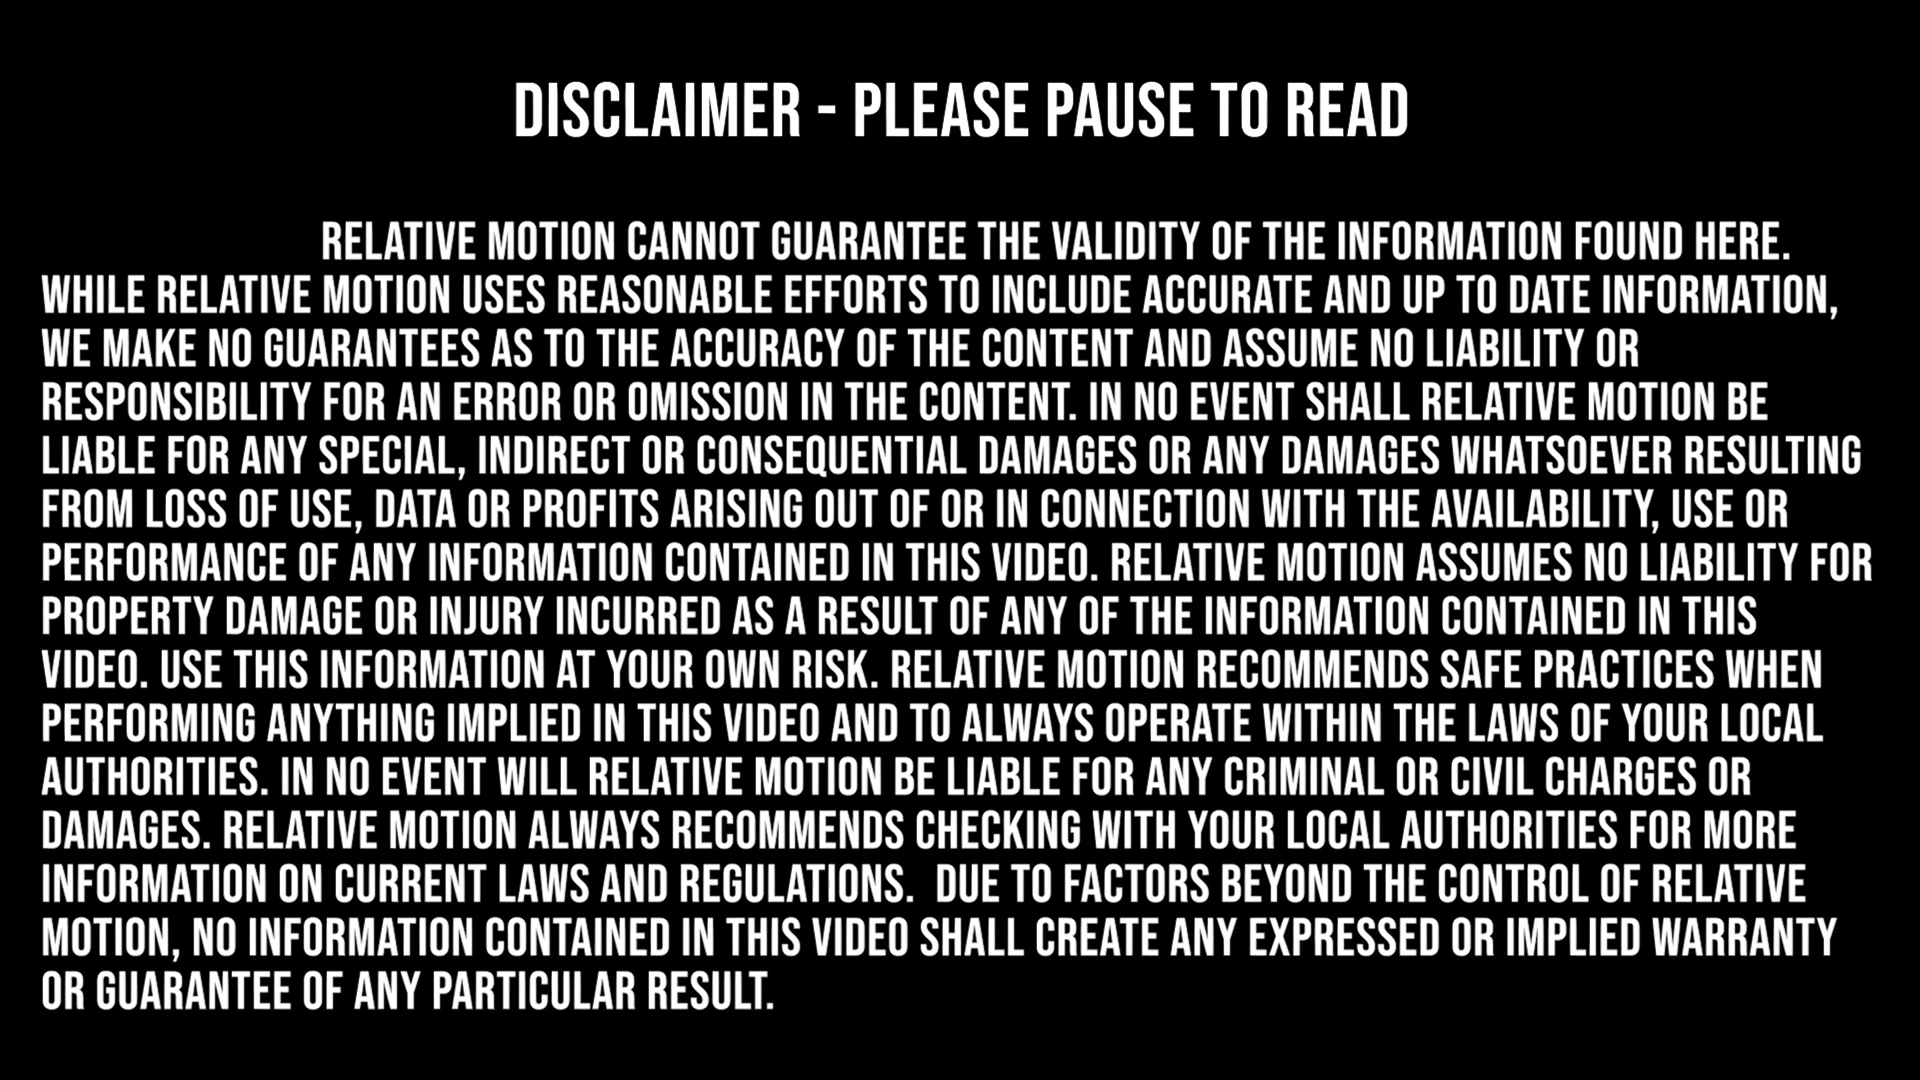 DISCLAIMER - PLEASE PAUSE TO READ
RELATIVE MOTION CANNOT GUARANTEE THE VALIDITY OF THE INFORMATION FOUND HERE.
WHILE RELATIVE MOTION USES REASONABLE EFFORTS TO INCLUDE ACCURATE AND UP TO DATE INFORMATION,
WE MAKE NO GUARANTEES AS TO THE ACCURACY OF THE CONTENT AND ASSUME NO LIABILITY OR
RESPONSIBILITY FOR AN ERROR OR OMISSION IN THE CONTENT. IN NO EVENT SHALL RELATIVE MOTION BE
LIABLE FOR ANY SPECIAL, INDIRECT OR CONSEQUENTIAL DAMAGES OR ANY DAMAGES WHATSOEVER RESULTING
FROM LOSS OF USE, DATA OR PROFITS ARISING OUT OF OR IN CONNECTION WITH THE AVAILABILITY, USE OR
PERFORMANCE OF ANY INFORMATION CONTAINED IN THIS VIDEO. RELATIVE MOTION ASSUMES NO LIABILITY FOR
PROPERTY DAMAGE OR INJURY INCURRED AS A RESULT OF ANY OF THE INFORMATION CONTAINED IN THIS
VIDEO. USE THIS INFORMATION AT YOUR OWN RISK. RELATIVE MOTION RECOMMENDS SAFE PRACTICES WHEN
PERFORMING ANYTHING IMPLIED IN THIS VIDEO AND TO ALWAYS OPERATE WITHIN THE LAWS OF YOUR LOCAL
AUTHORITIES. IN NO EVENT WILL RELATIVE MOTION BE LIABLE FOR ANY CRIMINAL OR CIVIL CHARGES OR
DAMAGES. RELATIVE MOTION ALWAYS RECOMMENDS CHECKING WITH YOUR LOCAL AUTHORITIES FOR MORE
INFORMATION ON CURRENT LAWS AND REGULATIONS.  DUE TO FACTORS BEYOND THE CONTROL OF RELATIVE
MOTION, NO INFORMATION CONTAINED IN THIS VIDEO SHALL CREATE ANY EXPRESSED OR IMPLIED WARRANTY
OR GUARANTEE OF ANY PARTICULAR RESULT.